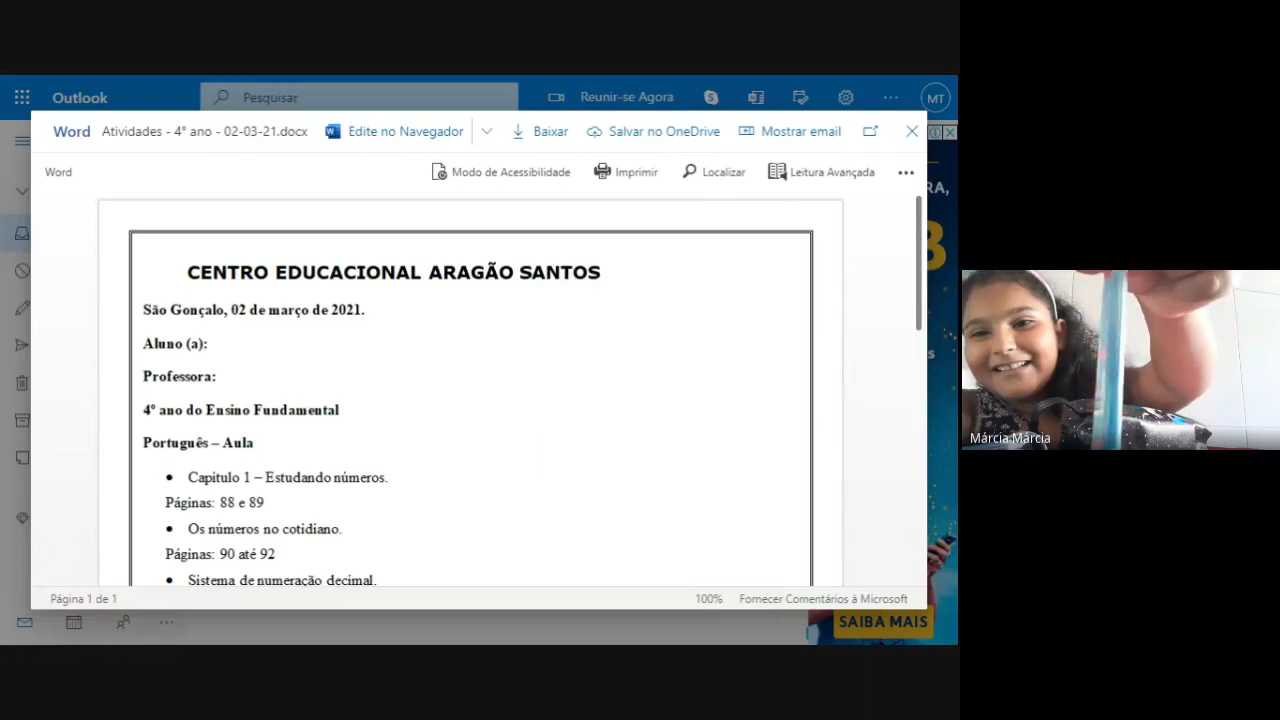 Outlook
Pesquisar
Reunir-se Agora
MT
Word
Atividades - 4° ano - 02-03-21.docx
Edite no Navegador
Baixar
Salvar no OneDrive
Mostrar email
Word
Modo de Acessibilidade
Imprimir
Localizar
Leitura Avançada
RA,
CENTRO EDUCACIONAL ARAGÃO SANTOS
São Gonçalo, 02 de março de 2021.
Aluno (a):
Professora:
4º ano do Ensino Fundamental
Português – Aula
• Capitulo 1 – Estudando números.
Páginas: 88 e 89
• Os números no cotidiano.
Páginas: 90 até 92
• Sistema de numeração decimal.
Página 1 de 1
100%
Fornecer Comentários à Microsoft
SAIBA MAIS
Márcia Márcia